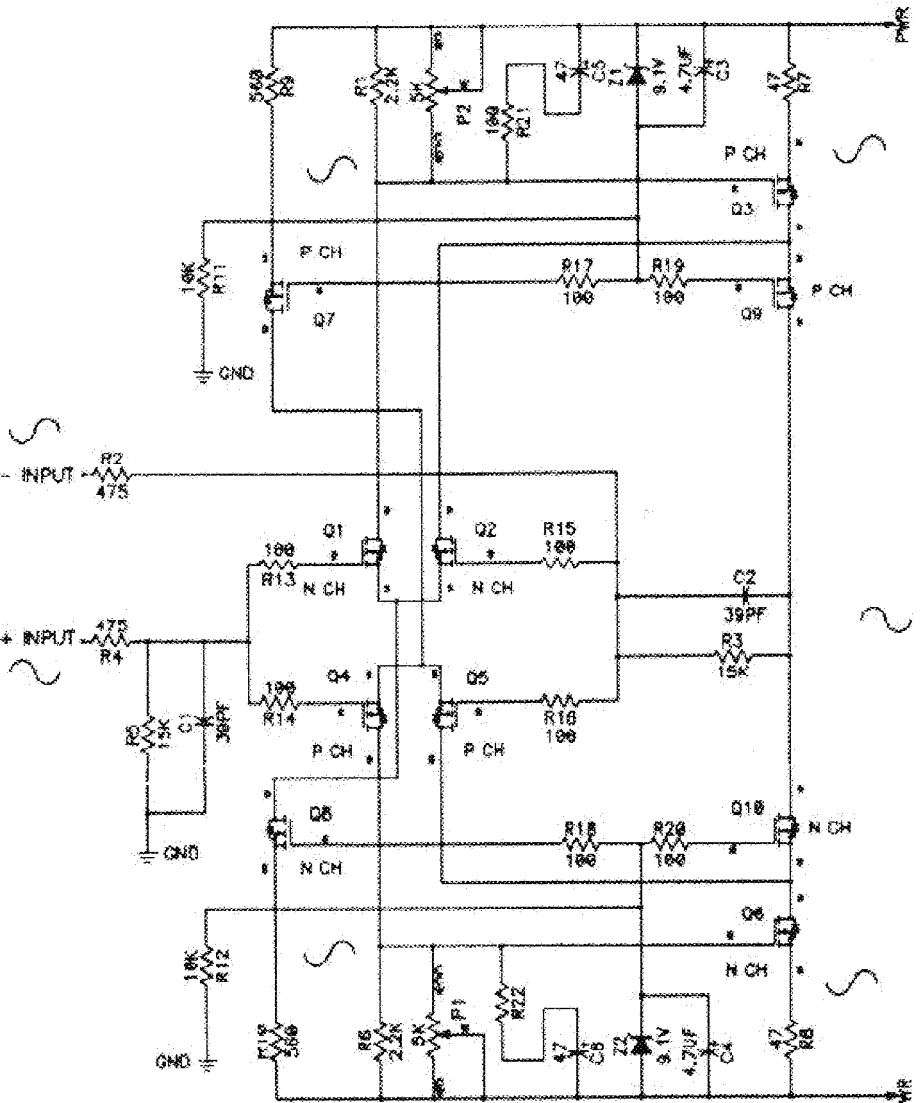 PWR
560
R9
R1
2.2K
5K
P2
100
R21
47
C5
Z1
9.1V
4.7UF
C3
47
R7
P CH
Q3
10K
R11
P CH
Q7
R17
100
R19
100
P CH
Q9
GND
- INPUT
R2
475
Q1
Q2
R15
100
100
R13
N CH
N CH
C2
39PF
+ INPUT
475
R4
R3
15K
Q4
Q5
100
R14
R16
100
R5
15K
C1
39PF
P CH
P CH
Q8
Q10
R18
100
R20
100
N CH
GND
N CH
Q6
10K
R12
N CH
R22
P1
560
R6
2.2K
5K
47
C6
Z2
9.1V
4.7UF
C4
47
R8
GND